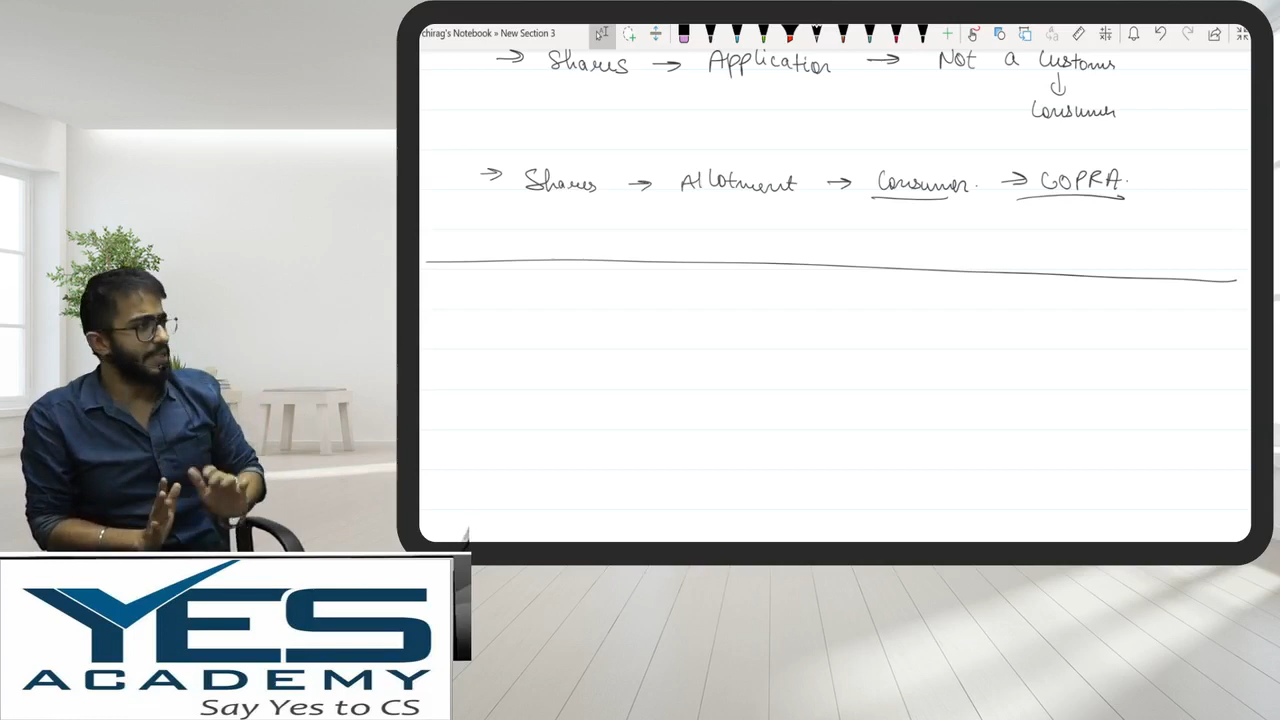 chirag's Notebook » New Section 3
→ Shares → Application → Not a Customer
↓
Consumer
→ Shares → Allotment → Consumer. → COPRA.
YES
ACADEMY
Say Yes to CS